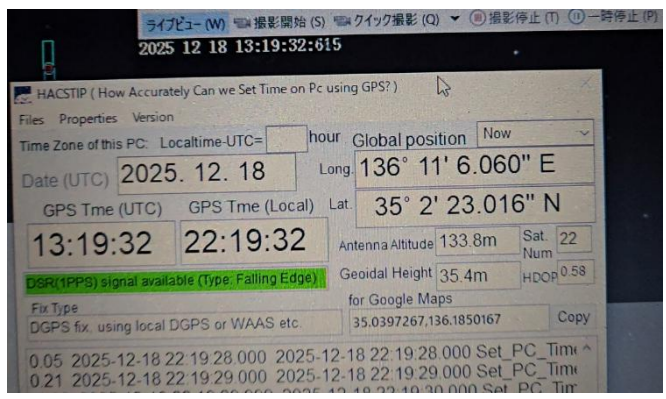 ライブビュー (W) 撮影開始 (S) クイック撮影 (Q) 撮影停止 (T) 一時停止 (P)
2025 12 18 13:19:32:615
HACSTIP ( How Accurately Can we Set Time on Pc using GPS? )
Files Properties Version
Time Zone of this PC: Localtime-UTC= hour Global position Now
Date (UTC) 2025. 12. 18 Long. 136° 11' 6.060" E
GPS Tme (UTC) GPS Tme (Local) Lat. 35° 2' 23.016" N
13:19:32 22:19:32 Antenna Altitude 133.8m Sat. Num 22
DSR(1PPS) signal available (Type: Falling Edge) Geoidal Height 35.4m HDOP 0.58
Fix Type for Google Maps
DGPS fix. using local DGPS or WAAS etc. 35.0397267,136.1850167 Copy
0.05 2025-12-18 22:19:28.000 2025-12-18 22:19:28.000 Set_PC_Tim
0.21 2025-12-18 22:19:29.000 2025-12-18 22:19:29.000 Set_PC_Tim
22:19:30.000 Set_PC_Tim